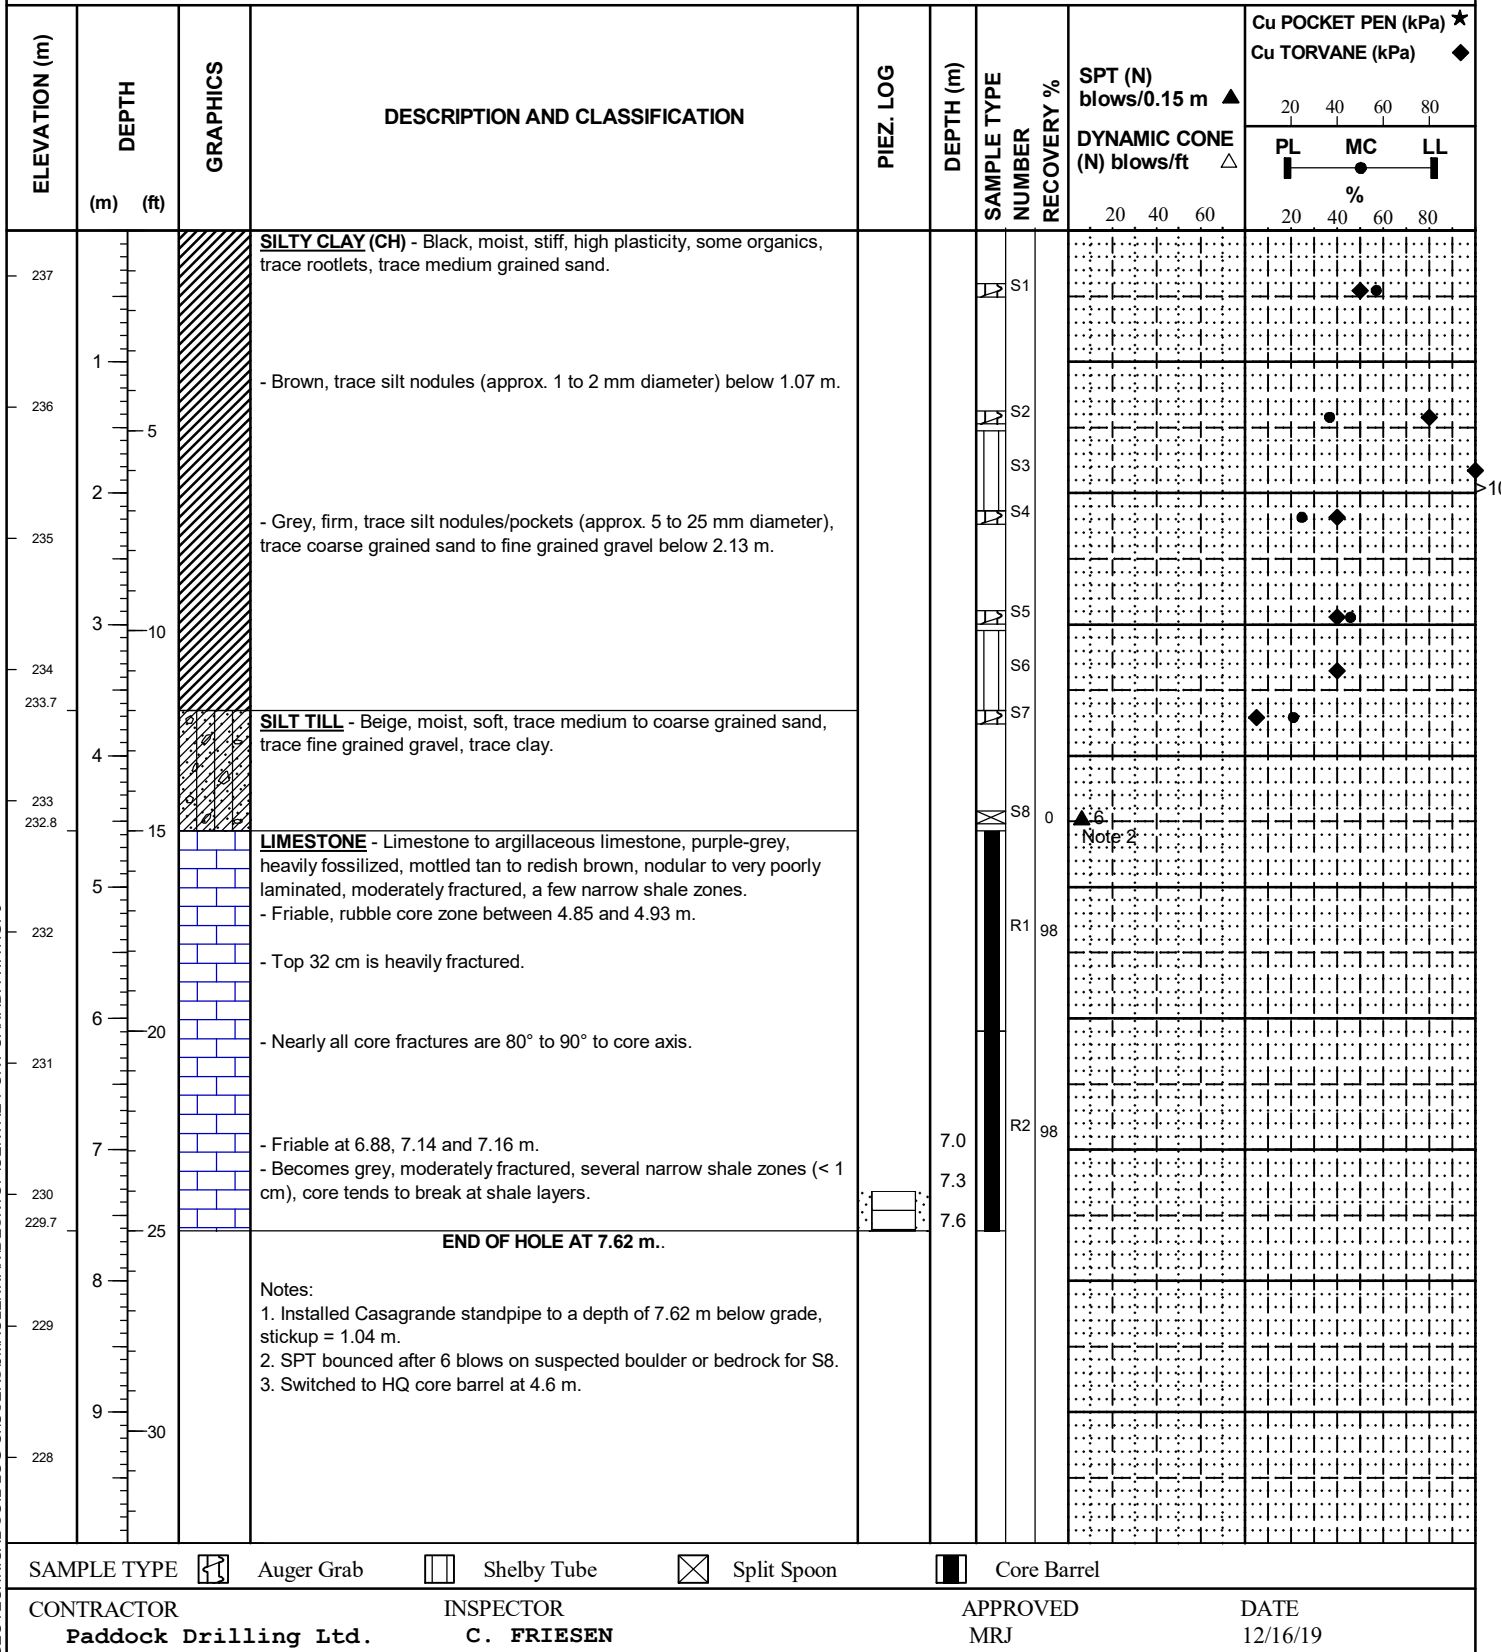 ELEVATION (m)
DEPTH
(m) (ft)
GRAPHICS
DESCRIPTION AND CLASSIFICATION
PIEZ. LOG
DEPTH (m)
SAMPLE TYPE
NUMBER
RECOVERY %
SPT (N)
blows/0.15 m
DYNAMIC CONE
(N) blows/ft
20 40 60
Cu POCKET PEN (kPa)
Cu TORVANE (kPa)
20 40 60 80
PL MC LL
%
20 40 60 80
SILTY CLAY (CH) - Black, moist, stiff, high plasticity, some organics,
trace rootlets, trace medium grained sand.
237
S1
1
- Brown, trace silt nodules (approx. 1 to 2 mm diameter) below 1.07 m.
236
S2
5
S3
2
- Grey, firm, trace silt nodules/pockets (approx. 5 to 25 mm diameter),
trace coarse grained sand to fine grained gravel below 2.13 m.
S4
235
S5
3
10
S6
234
233.7
SILT TILL - Beige, moist, soft, trace medium to coarse grained sand,
trace fine grained gravel, trace clay.
S7
4
233
S8 0 6
Note 2
232.8
15
LIMESTONE - Limestone to argillaceous limestone, purple-grey,
heavily fossilized, mottled tan to redish brown, nodular to very poorly
laminated, moderately fractured, a few narrow shale zones.
- Friable, rubble core zone between 4.85 and 4.93 m.
5
232
R1 98
- Top 32 cm is heavily fractured.
6
20
- Nearly all core fractures are 80° to 90° to core axis.
231
R2 98
7
- Friable at 6.88, 7.14 and 7.16 m.
- Becomes grey, moderately fractured, several narrow shale zones (< 1
cm), core tends to break at shale layers.
7.0
7.3
7.6
230
229.7
25
END OF HOLE AT 7.62 m..
8
Notes:
1. Installed Casagrande standpipe to a depth of 7.62 m below grade,
stickup = 1.04 m.
2. SPT bounced after 6 blows on suspected boulder or bedrock for S8.
3. Switched to HQ core barrel at 4.6 m.
229
9
30
228
SAMPLE TYPE Auger Grab Shelby Tube Split Spoon Core Barrel
CONTRACTOR INSPECTOR APPROVED DATE
Paddock Drilling Ltd. C. FRIESEN MRJ 12/16/19